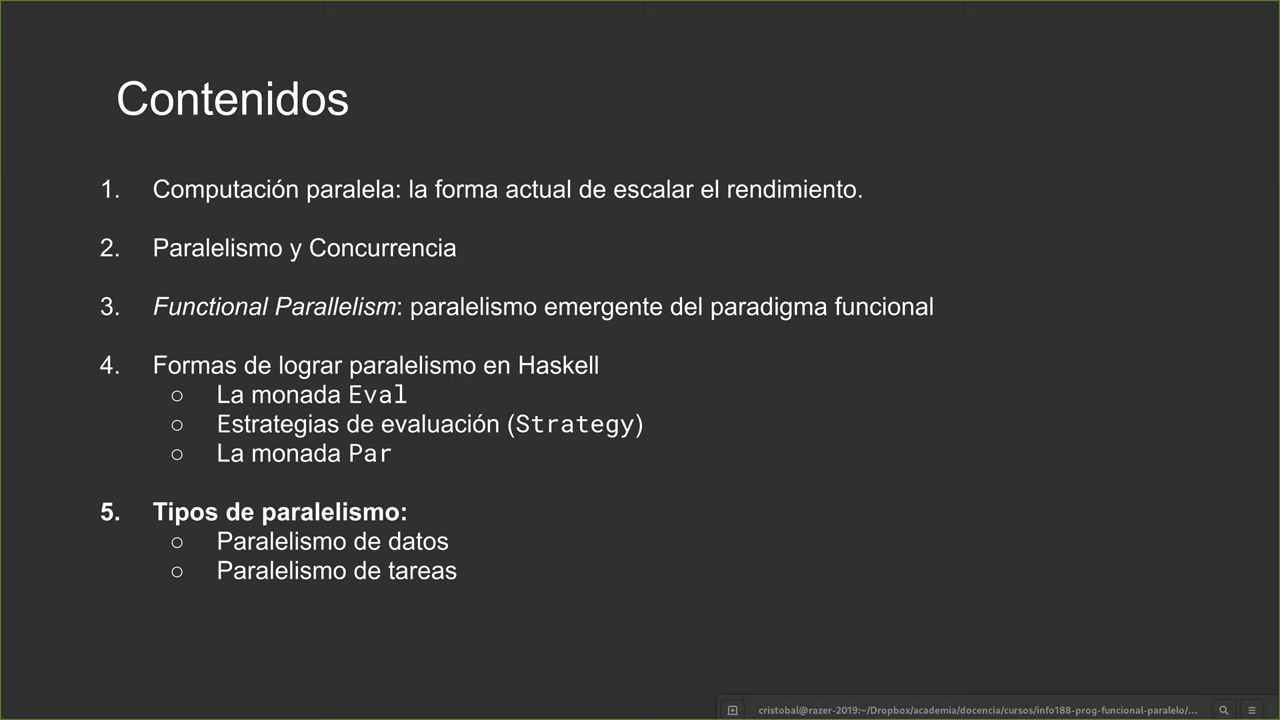 Contenidos
1. Computación paralela: la forma actual de escalar el rendimiento.
2. Paralelismo y Concurrencia
3. Functional Parallelism: paralelismo emergente del paradigma funcional
4. Formas de lograr paralelismo en Haskell
○ La monada Eval
○ Estrategias de evaluación (Strategy)
○ La monada Par
5. Tipos de paralelismo:
○ Paralelismo de datos
○ Paralelismo de tareas
cristobal@razer-2019:~/Dropbox/academia/docencia/cursos/info188-prog-funcional-paralelo/...